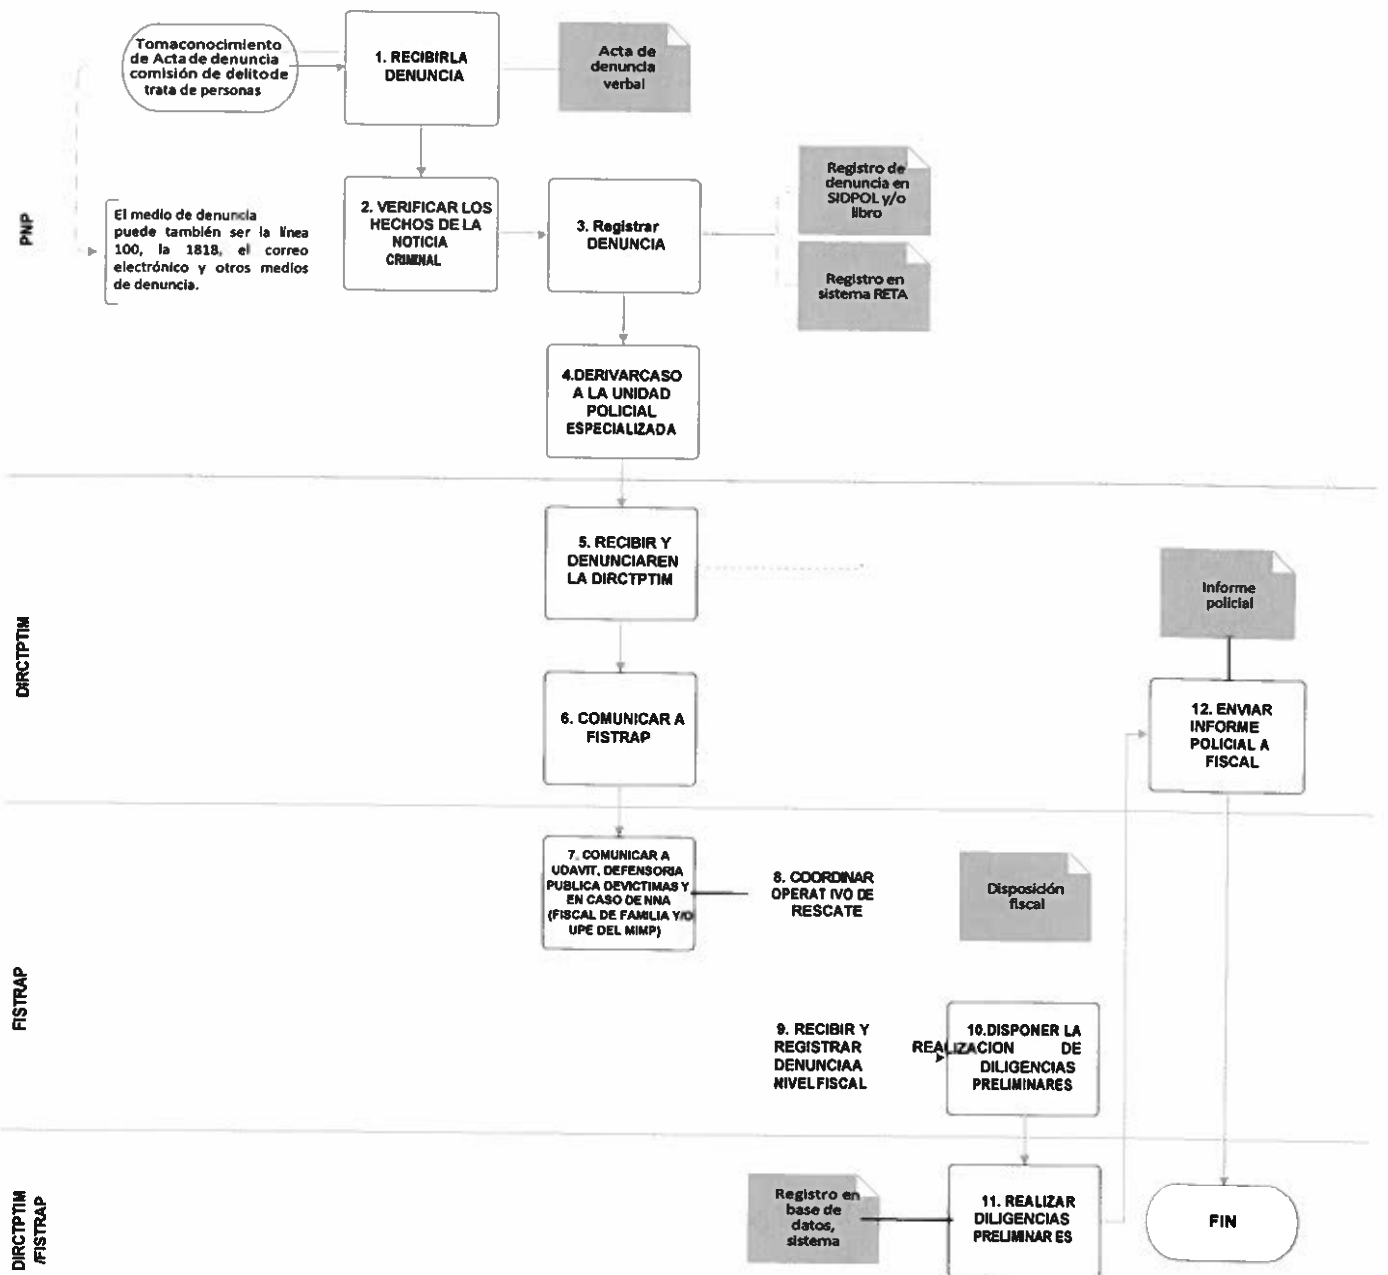 PNP
Tomaconocimiento
de Acta de denuncia
comisión de delito de
trata de personas
1. RECIBIRLA
DENUNCIA
Acta de
denuncia
verbal
El medio de denuncia
puede también ser la línea
100, la 1818, el correo
electrónico y otros medios
de denuncia.
2. VERIFICAR LOS
HECHOS DE LA
NOTICIA
CRIMINAL
3. Registrar
DENUNCIA
Registro de
denuncia en
SIDPOL y/o
libro
Registro en
sistema RETA
4.DERIVARCASO
A LA UNIDAD
POLICIAL
ESPECIALIZADA
DIRCTPTIM
5. RECIBIR Y
DENUNCIAREN
LA DIRCTPTIM
6. COMUNICAR A
FISTRAP
Informe
policial
12. ENVIAR
INFORME
POLICIAL A
FISCAL
FISTRAP
7. COMUNICAR A
UDAVIT, DEFENSORIA
PUBLICA DEVICTIMAS Y
EN CASO DE NNA
(FISCAL DE FAMILIA Y/O
UPE DEL MIMP)
8. COORDINAR
OPERAT IVO DE
RESCATE
Disposición
fiscal
9. RECIBIR Y
REGISTRAR
DENUNCIAA
NIVELFISCAL
10.DISPONER LA
REALIZACION DE
DILIGENCIAS
PRELIMINARES
DIRCTPTIM
/FISTRAP
Registro en
base de
datos,
sistema
11. REALIZAR
DILIGENCIAS
PRELIMINAR ES
FIN